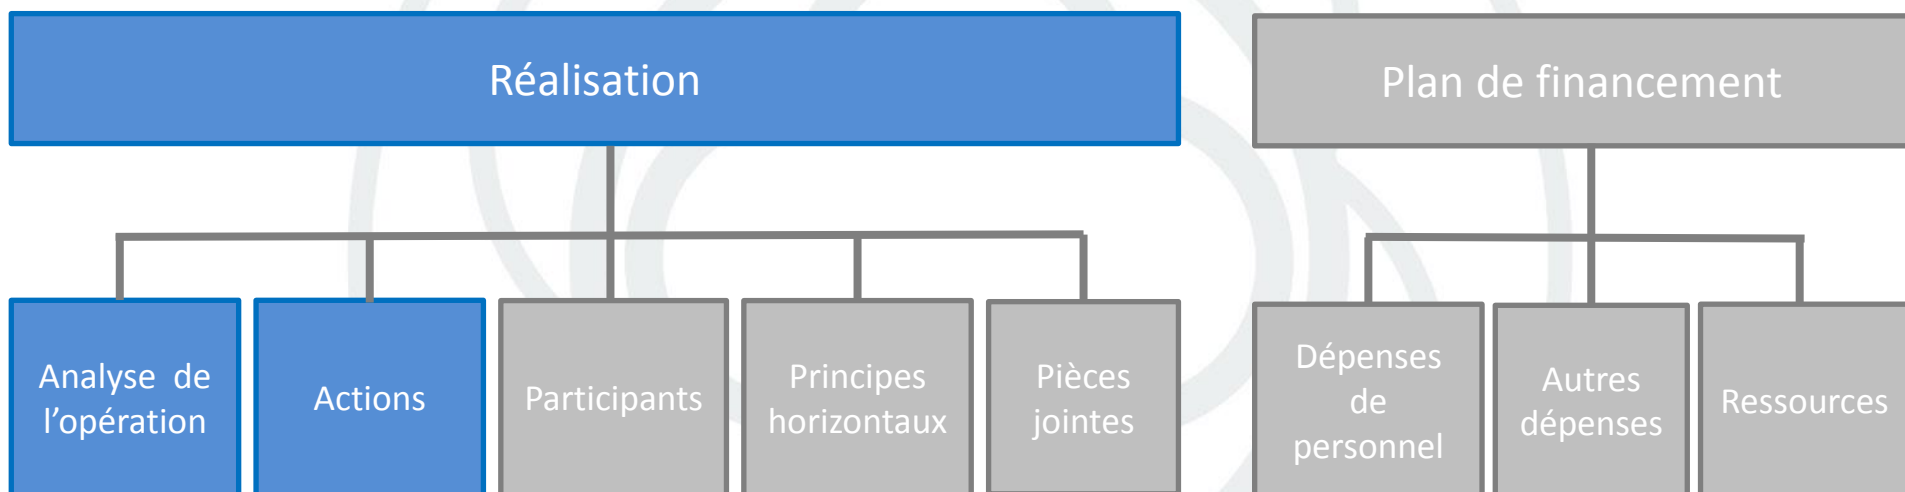 Réalisation
Plan de financement
Analyse de
l’opération
Actions
Participants
Principes
horizontaux
Pièces
jointes
Dépenses
de
personnel
Autres
dépenses
Ressources